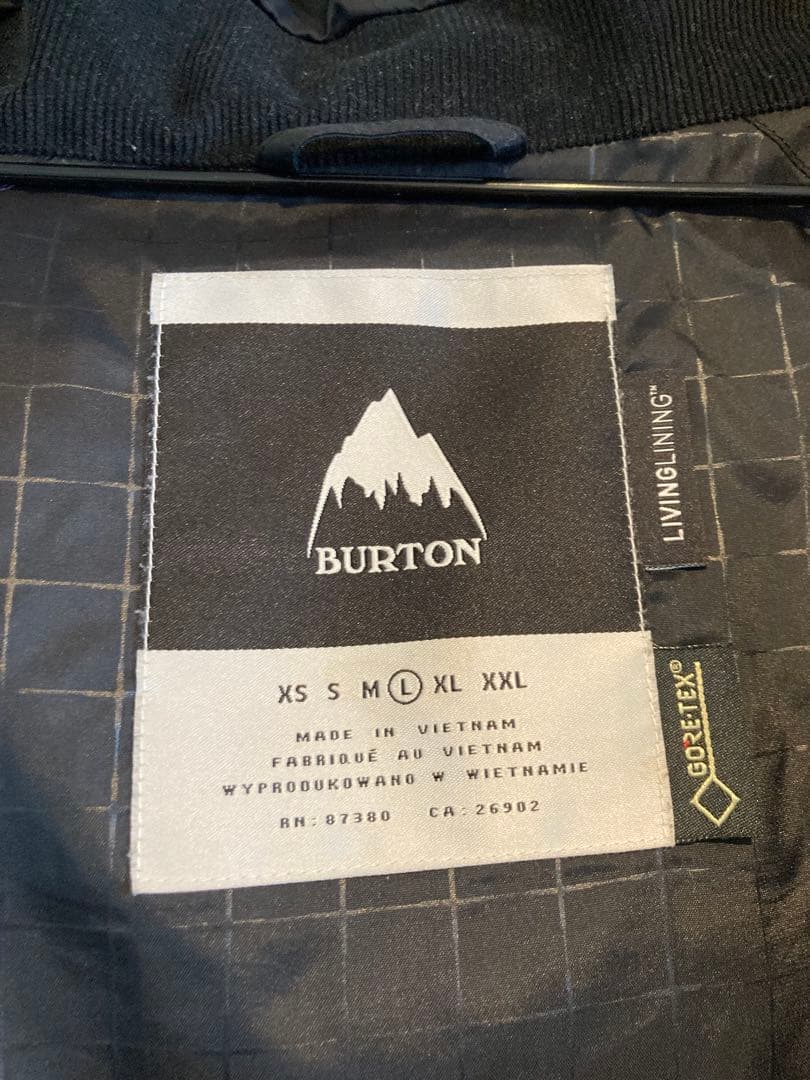 BURTON
LIVINGLINING™
XS S M L XL XXL
MADE IN VIETNAM
FABRIQUÉ AU VIETNAM
WYPRODUKOWANO W WIETNAMIE
RN: 87380 CA: 26902
GORE-TEX®